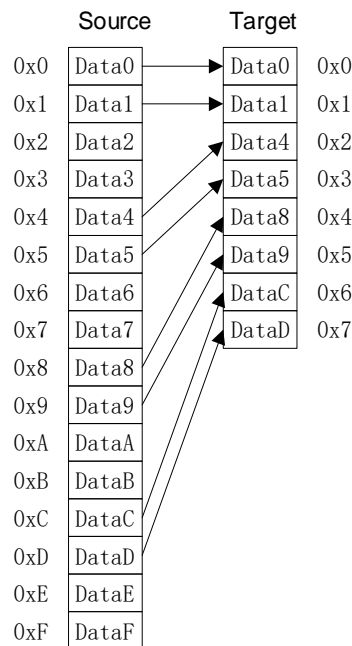 Source Target
0x0 Data0 Data0 0x0
0x1 Data1 Data1 0x1
0x2 Data2 Data4 0x2
0x3 Data3 Data5 0x3
0x4 Data4 Data8 0x4
0x5 Data5 Data9 0x5
0x6 Data6 DataC 0x6
0x7 Data7 DataD 0x7
0x8 Data8
0x9 Data9
0xA DataA
0xB DataB
0xC DataC
0xD DataD
0xE DataE
0xF DataF